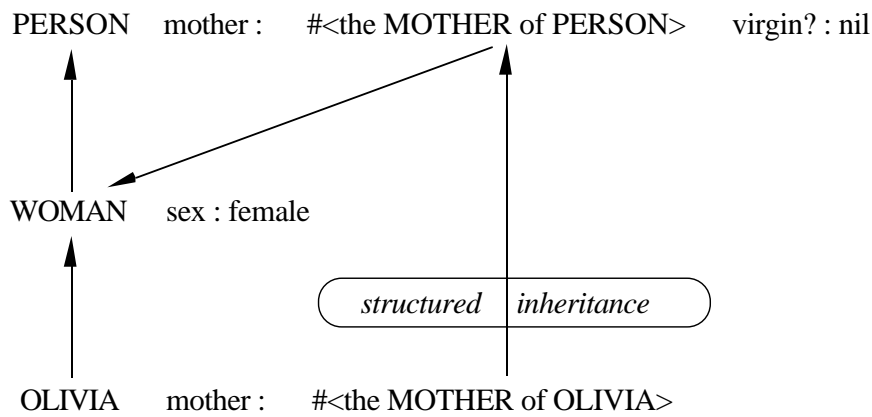 PERSON mother : #<the MOTHER of PERSON> virgin? : nil
WOMAN sex : female
structured inheritance
OLIVIA mother : #<the MOTHER of OLIVIA>